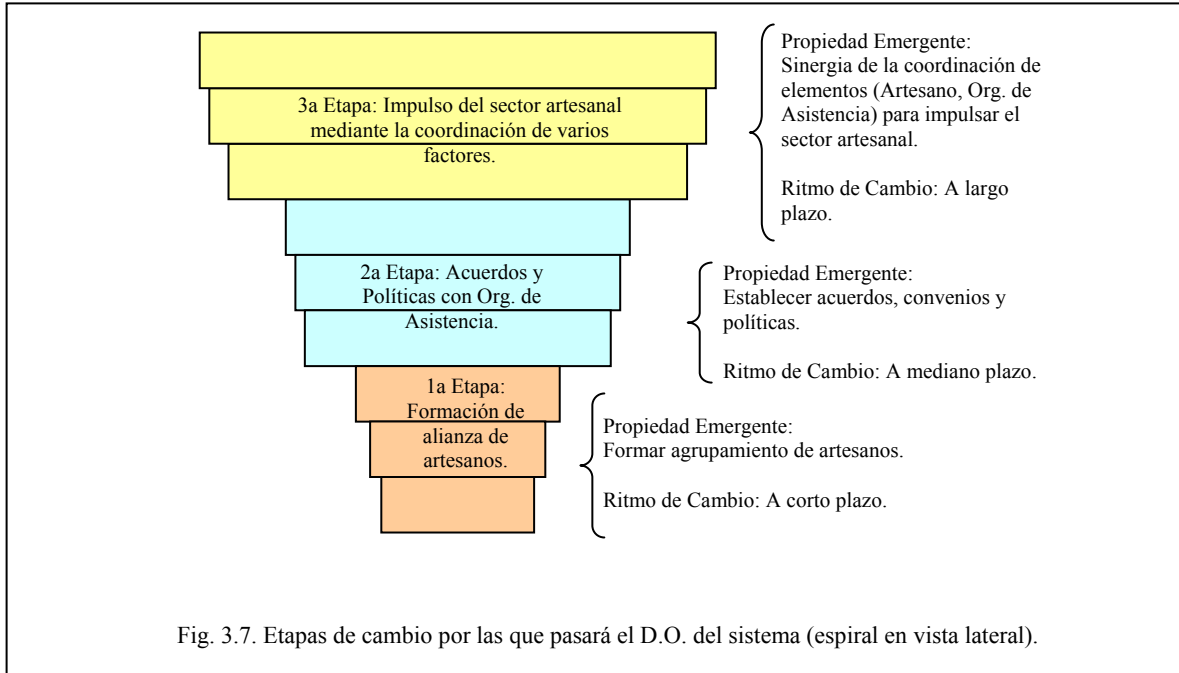 3a Etapa: Impulso del sector artesanal
mediante la coordinación de varios
factores.
Propiedad Emergente:
Sinergia de la coordinación de
elementos (Artesano, Org. de
Asistencia) para impulsar el
sector artesanal.
Ritmo de Cambio: A largo
plazo.
2a Etapa: Acuerdos y
Políticas con Org. de
Asistencia.
Propiedad Emergente:
Establecer acuerdos, convenios y
políticas.
Ritmo de Cambio: A mediano plazo.
1a Etapa:
Formación de
alianza de
artesanos.
Propiedad Emergente:
Formar agrupamiento de artesanos.
Ritmo de Cambio: A corto plazo.
Fig. 3.7. Etapas de cambio por las que pasará el D.O. del sistema (espiral en vista lateral).